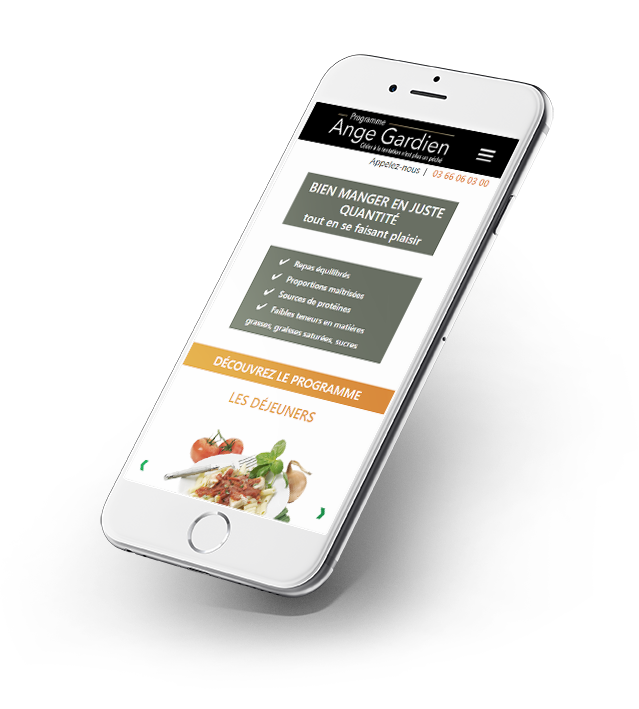 Programme
Ange Gardien
Céder à la tentation n'est plus un péché
Appelez-nous | 03 66 06 03 00
BIEN MANGER EN JUSTE
QUANTITÉ
tout en se faisant plaisir
Repas équilibrés
Proportions maîtrisées
Sources de protéines
Faibles teneurs en matières
grasses, graisses saturées, sucres
DÉCOUVREZ LE PROGRAMME
LES DÉJEUNERS